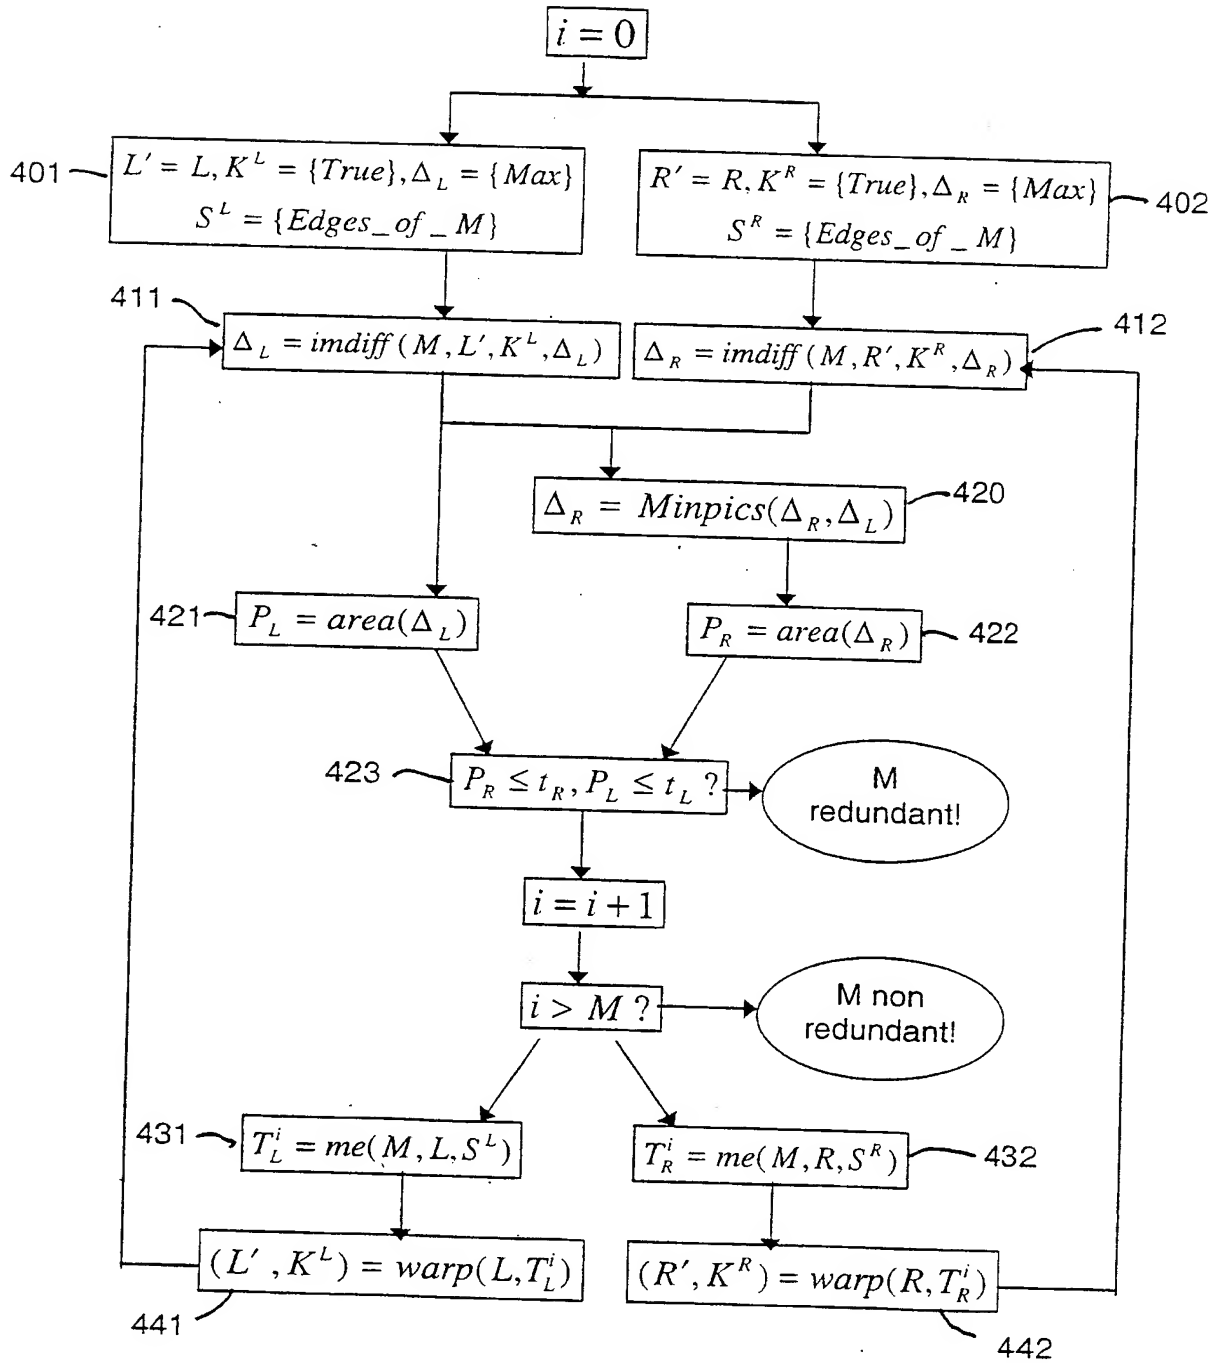 i = 0
401
L′ = L, K^L = {True}, Δ_L = {Max}
S^L = {Edges_of_M}
R′ = R, K^R = {True}, Δ_R = {Max}
S^R = {Edges_of_M}
402
411
Δ_L = imdiff(M, L′, K^L, Δ_L)
Δ_R = imdiff(M, R′, K^R, Δ_R)
412
Δ_R = Minpics(Δ_R, Δ_L)
420
421
P_L = area(Δ_L)
P_R = area(Δ_R)
422
423
P_R ≤ t_R, P_L ≤ t_L ?
M
redundant!
i = i + 1
i > M ?
M non
redundant!
431
T_L^i = me(M, L, S^L)
T_R^i = me(M, R, S^R)
432
(L′, K^L) = warp(L, T_L^i)
(R′, K^R) = warp(R, T_R^i)
441
442